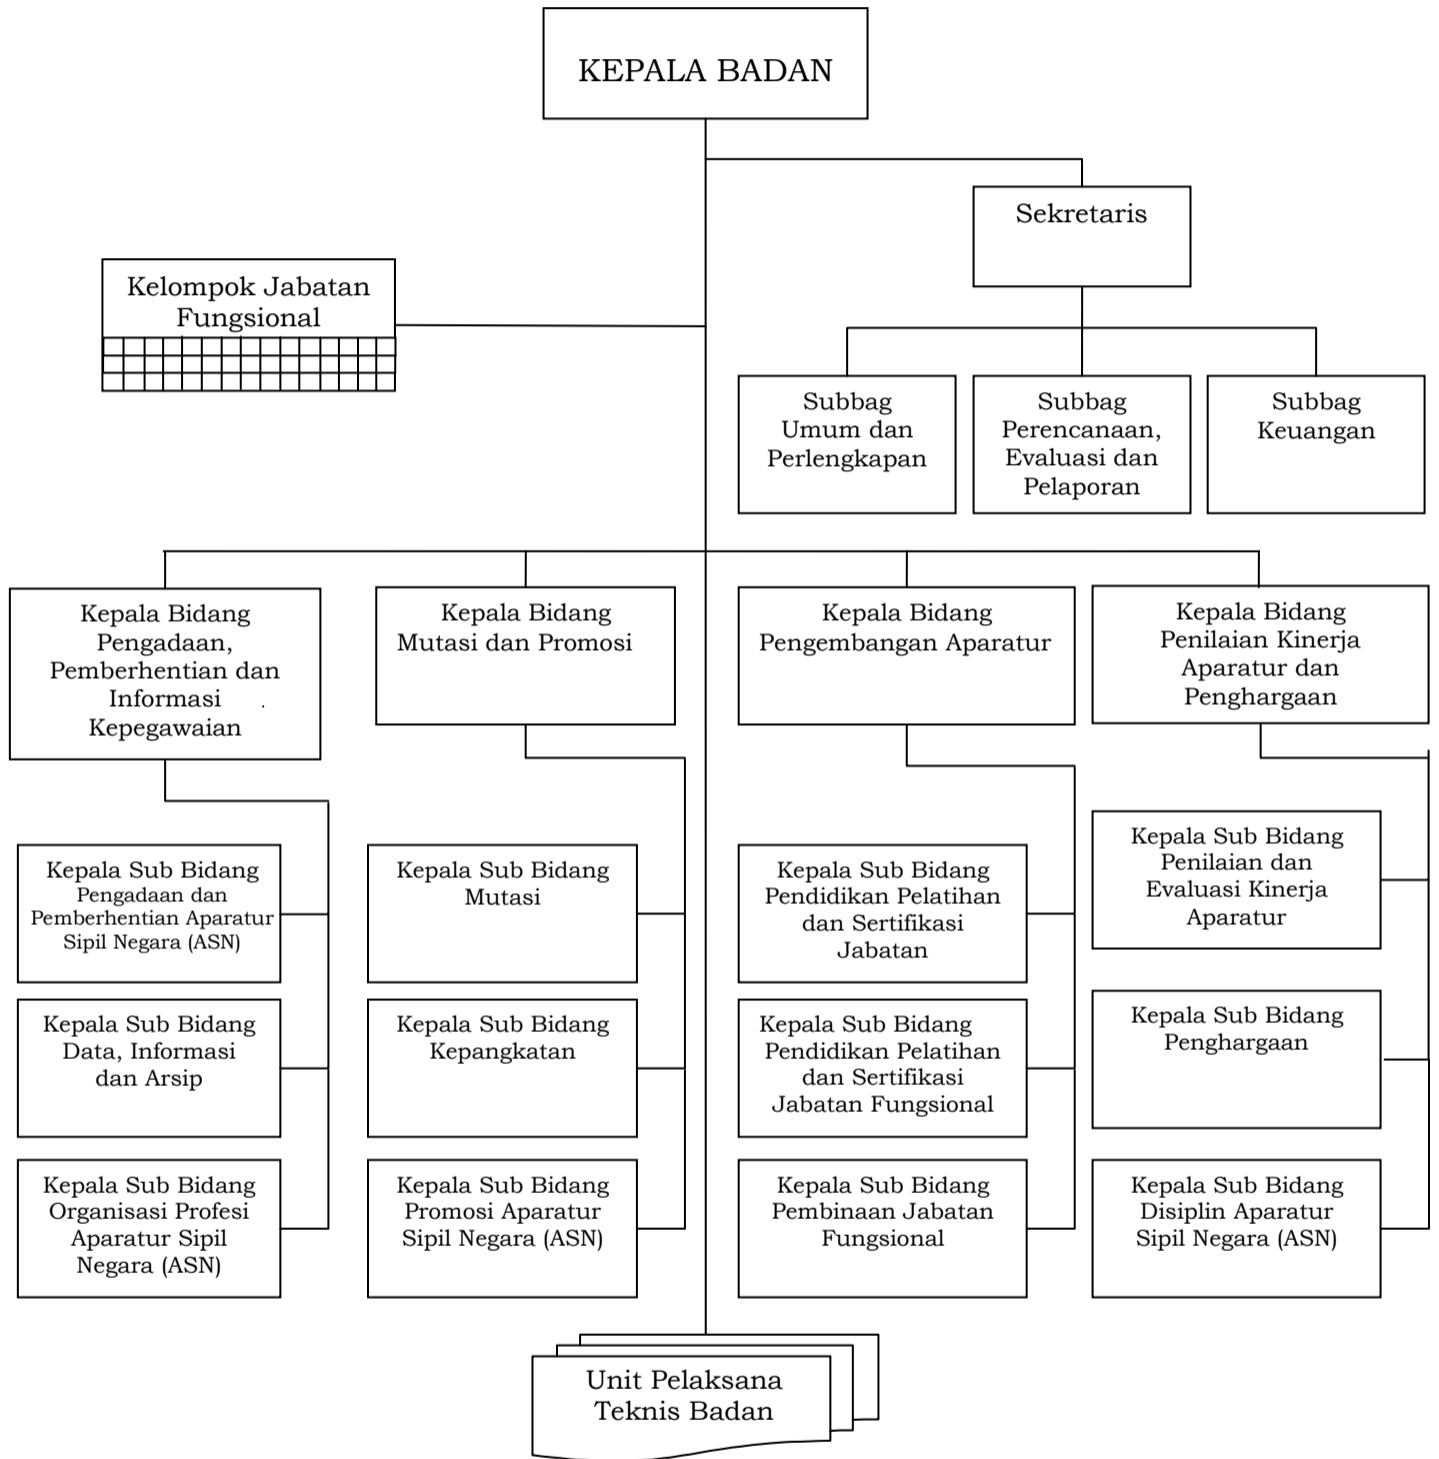 KEPALA BADAN
Sekretaris
Kelompok Jabatan
Fungsional
Subbag
Umum dan
Perlengkapan
Subbag
Perencanaan,
Evaluasi dan
Pelaporan
Subbag
Keuangan
Kepala Bidang
Pengadaan,
Pemberhentian dan
Informasi
Kepegawaian
Kepala Bidang
Mutasi dan Promosi
Kepala Bidang
Pengembangan Aparatur
Kepala Bidang
Penilaian Kinerja
Aparatur dan
Penghargaan
Kepala Sub Bidang
Pengadaan dan
Pemberhentian Aparatur
Sipil Negara (ASN)
Kepala Sub Bidang
Mutasi
Kepala Sub Bidang
Pendidikan Pelatihan
dan Sertifikasi
Jabatan
Kepala Sub Bidang
Penilaian dan
Evaluasi Kinerja
Aparatur
Kepala Sub Bidang
Data, Informasi
dan Arsip
Kepala Sub Bidang
Kepangkatan
Kepala Sub Bidang
Pendidikan Pelatihan
dan Sertifikasi
Jabatan Fungsional
Kepala Sub Bidang
Penghargaan
Kepala Sub Bidang
Organisasi Profesi
Aparatur Sipil
Negara (ASN)
Kepala Sub Bidang
Promosi Aparatur
Sipil Negara (ASN)
Kepala Sub Bidang
Pembinaan Jabatan
Fungsional
Kepala Sub Bidang
Disiplin Aparatur
Sipil Negara (ASN)
Unit Pelaksana
Teknis Badan